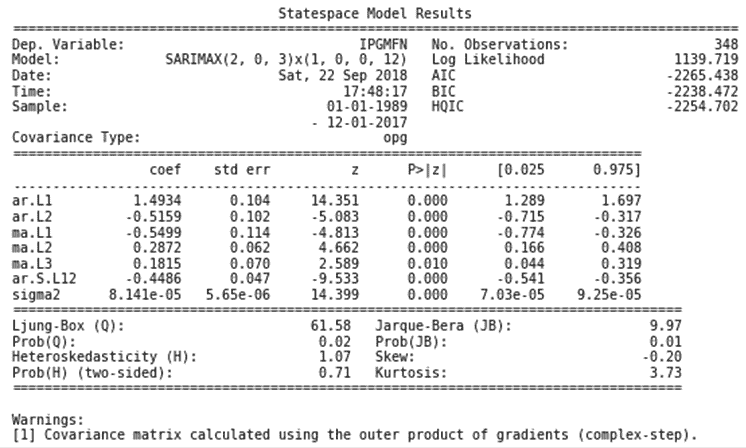 Statespace Model Results
==============================================================================
Dep. Variable: IPGMFN No. Observations: 348
Model: SARIMAX(2, 0, 3)x(1, 0, 0, 12) Log Likelihood 1139.719
Date: Sat, 22 Sep 2018 AIC -2265.438
Time: 17:48:17 BIC -2238.472
Sample: 01-01-1989 HQIC -2254.702
- 12-01-2017
Covariance Type: opg
==============================================================================
coef std err z P>|z| [0.025 0.975]
------------------------------------------------------------------------------
ar.L1 1.4934 0.104 14.351 0.000 1.289 1.697
ar.L2 -0.5159 0.102 -5.083 0.000 -0.715 -0.317
ma.L1 -0.5499 0.114 -4.813 0.000 -0.774 -0.326
ma.L2 0.2872 0.062 4.662 0.000 0.166 0.408
ma.L3 0.1815 0.070 2.589 0.010 0.044 0.319
ar.S.L12 -0.4486 0.047 -9.533 0.000 -0.541 -0.356
sigma2 8.141e-05 5.65e-06 14.399 0.000 7.03e-05 9.25e-05
==============================================================================
Ljung-Box (Q): 61.58 Jarque-Bera (JB): 9.97
Prob(Q): 0.02 Prob(JB): 0.01
Heteroskedasticity (H): 1.07 Skew: -0.20
Prob(H) (two-sided): 0.71 Kurtosis: 3.73
==============================================================================
Warnings:
[1] Covariance matrix calculated using the outer product of gradients (complex-step).